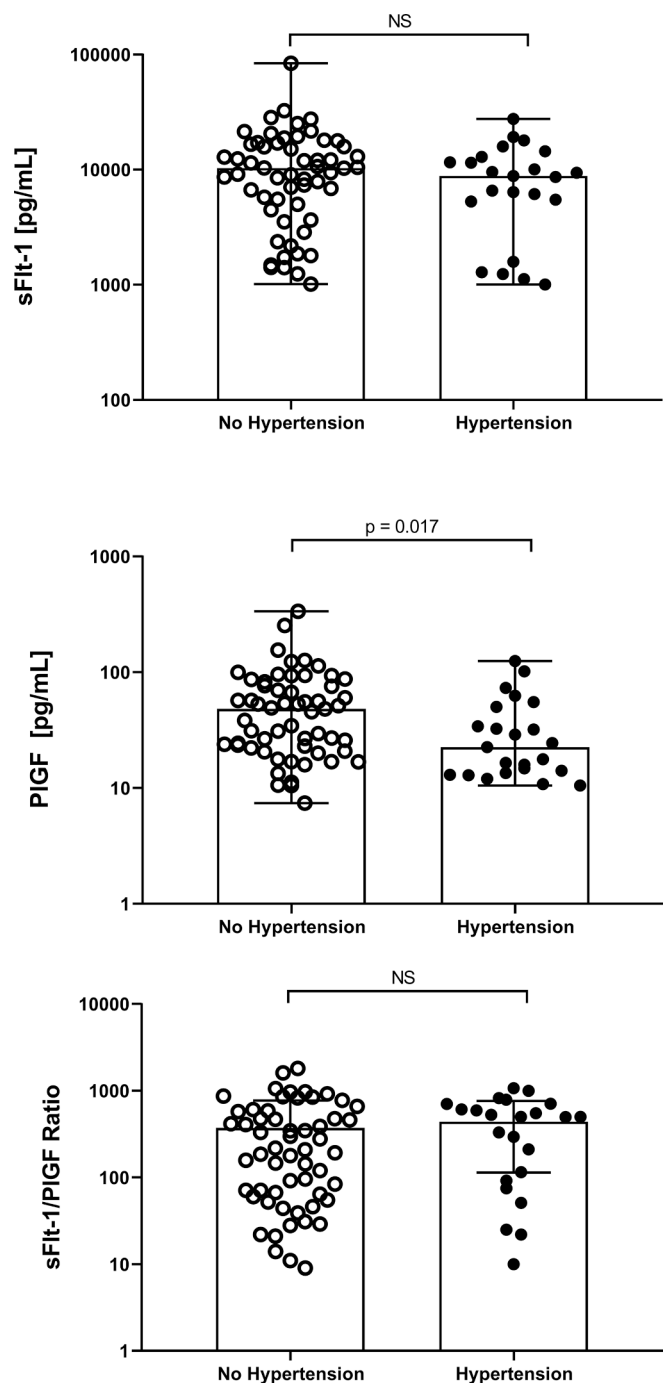 NS
sFlt-1 [pg/mL]
100000
10000
1000
100
No Hypertension
Hypertension
p = 0.017
PlGF [pg/mL]
1000
100
10
1
No Hypertension
Hypertension
NS
sFlt-1/PlGF Ratio
10000
1000
100
10
1
No Hypertension
Hypertension